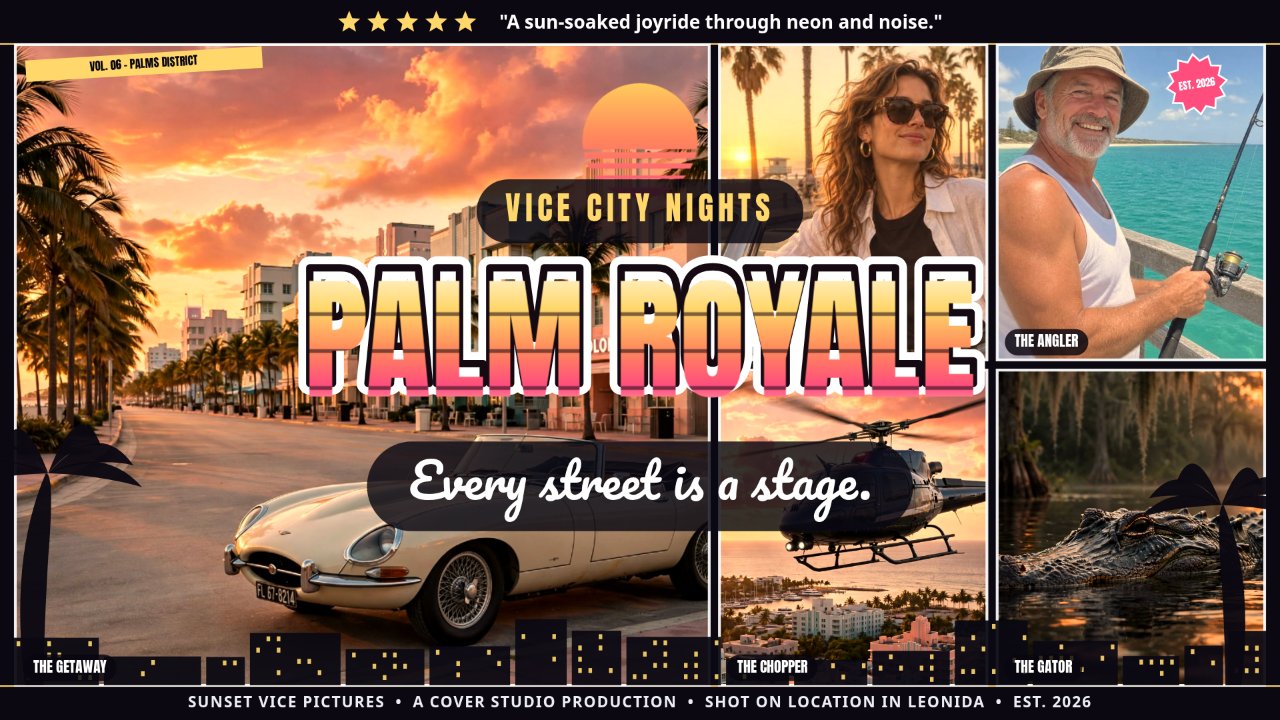 ★★★★★ "A sun-soaked joyride through neon and noise."
VOL. 06 - PALMS DISTRICT
EST. 2026
VICE CITY NIGHTS
PALM ROYALE
THE ANGLER
Every street is a stage.
FL 67-8214
THE GETAWAY
THE CHOPPER
THE GATOR
SUNSET VICE PICTURES • A COVER STUDIO PRODUCTION • SHOT ON LOCATION IN LEONIDA • EST. 2026